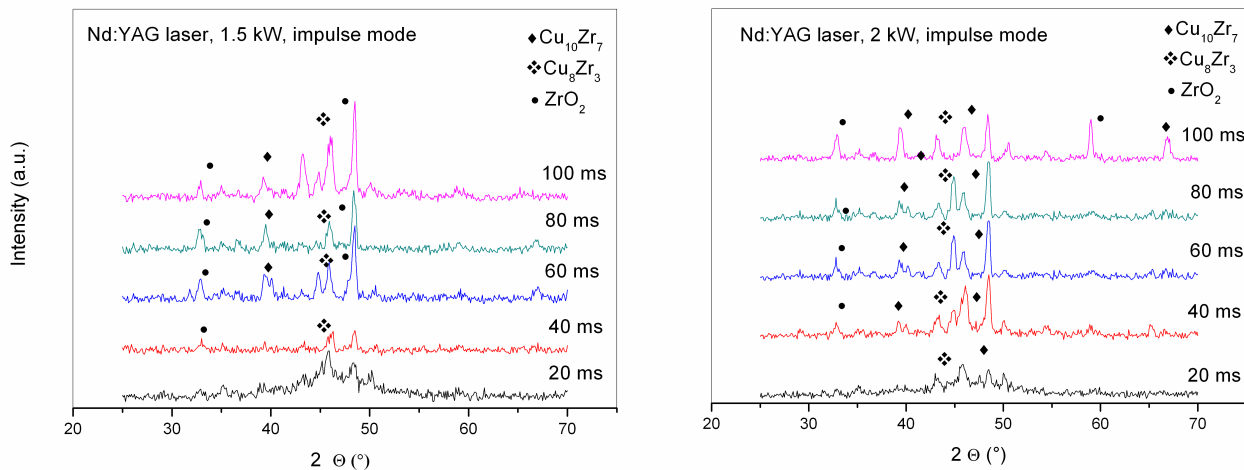 Nd:YAG laser, 1.5 kW, impulse mode
Cu10Zr7
Cu8Zr3
ZrO2
100 ms
80 ms
60 ms
40 ms
20 ms
Intensity (a.u.)
20 30 40 50 60 70
2 Θ (°)
Nd:YAG laser, 2 kW, impulse mode
Cu10Zr7
Cu8Zr3
ZrO2
100 ms
80 ms
60 ms
40 ms
20 ms
20 30 40 50 60 70
2 Θ (°)